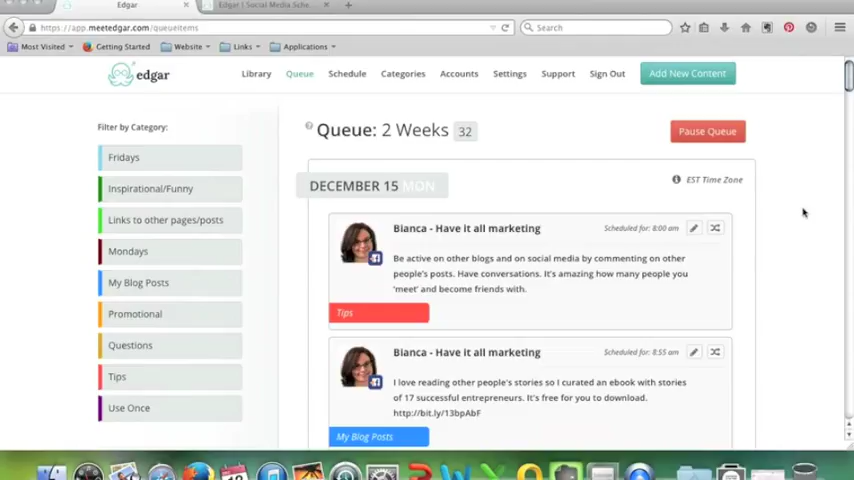 Edgar
Edgar | Social Media Sche...
https://app.meetedgar.com/queueitems
Search
Most Visited
Getting Started
Website
Links
Applications
edgar
Library
Queue
Schedule
Categories
Accounts
Settings
Support
Sign Out
Add New Content
Filter by Category:
Fridays
Inspirational/Funny
Links to other pages/posts
Mondays
My Blog Posts
Promotional
Questions
Tips
Use Once
Queue: 2 Weeks 32
Pause Queue
DECEMBER 15 MON
EST Time Zone
Bianca - Have it all marketing
Scheduled for: 8:00 am
Be active on other blogs and on social media by commenting on other
people's posts. Have conversations. It's amazing how many people you
'meet' and become friends with.
Tips
Bianca - Have it all marketing
Scheduled for: 8:55 am
I love reading other people's stories so I curated an ebook with stories
of 17 successful entrepreneurs. It's free for you to download.
http://bit.ly/13bpAbF
My Blog Posts